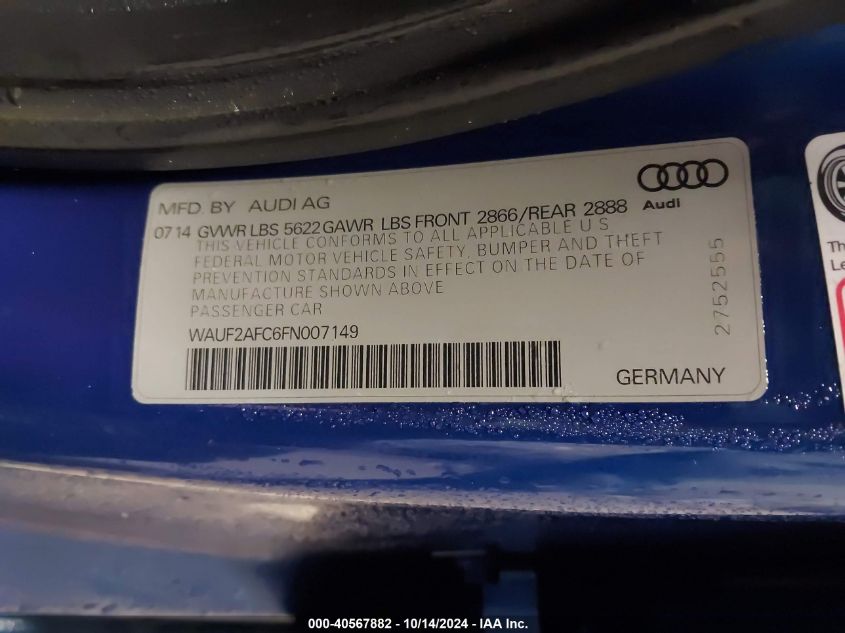 MFD. BY AUDI AG
Audi
07 14 GVWR LBS 5622 GAWR LBS FRONT 2866/REAR 2888
THIS VEHICLE CONFORMS TO ALL APPLICABLE U S
FEDERAL MOTOR VEHICLE SAFETY, BUMPER AND THEFT
PREVENTION STANDARDS IN EFFECT ON THE DATE OF
MANUFACTURE SHOWN ABOVE
PASSENGER CAR
WAUF2AFC6FN007149
GERMANY
2752555
Th
Le
000-40567882 - 10/14/2024 - IAA Inc.